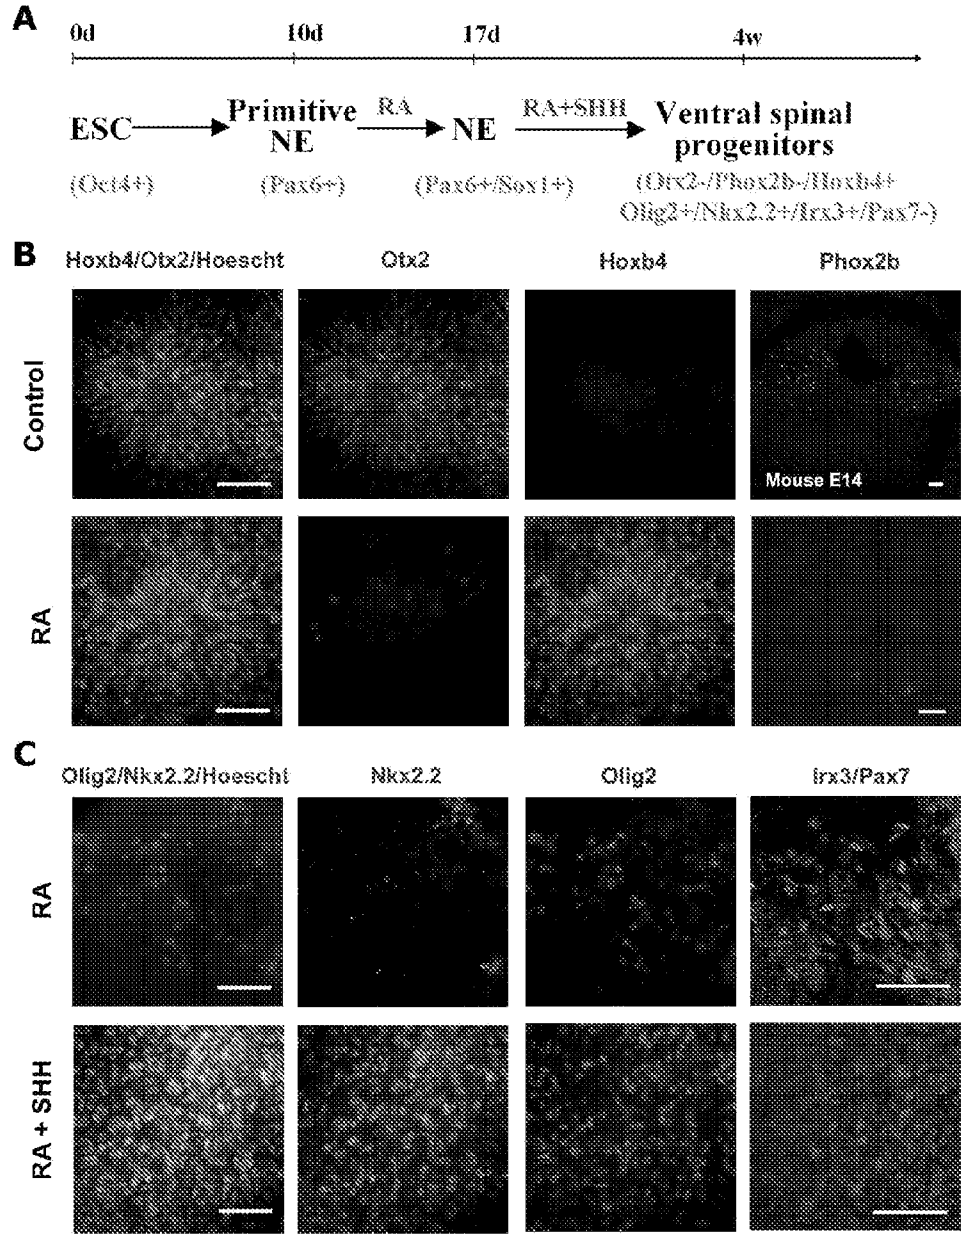 A
0d 10d 17d 4w
ESC Primitive NE RA NE RA+SHH Ventral spinal progenitors
(Oct4+) (Pax6+) (Pax6+/Sox1+) (Otx2-/Phox2b-/Hoxb4+
Olig2+/Nkx2.2+/Irx3+/Pax7-)
B
Hoxb4/Otx2/Hoescht Otx2 Hoxb4 Phox2b
Control
Mouse E14
RA
C
Olig2/Nkx2.2/Hoescht Nkx2.2 Olig2 Irx3/Pax7
RA
RA + SHH